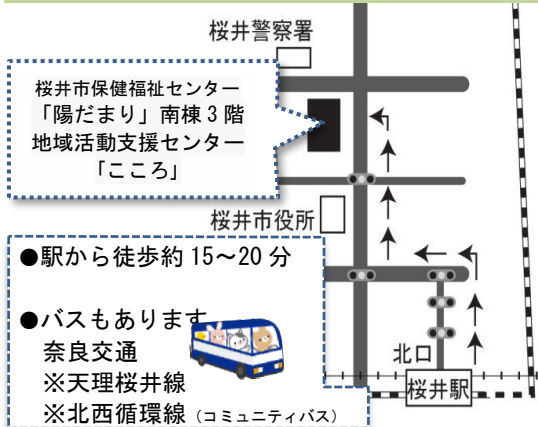 桜井警察署
桜井市保健福祉センター
「陽だまり」南棟3階
地域活動支援センター
「こころ」
桜井市役所
●駅から徒歩約15～20分
●バスもあります
奈良交通
※天理桜井線
※北西循環線（コミュニティバス）
北口
桜井駅